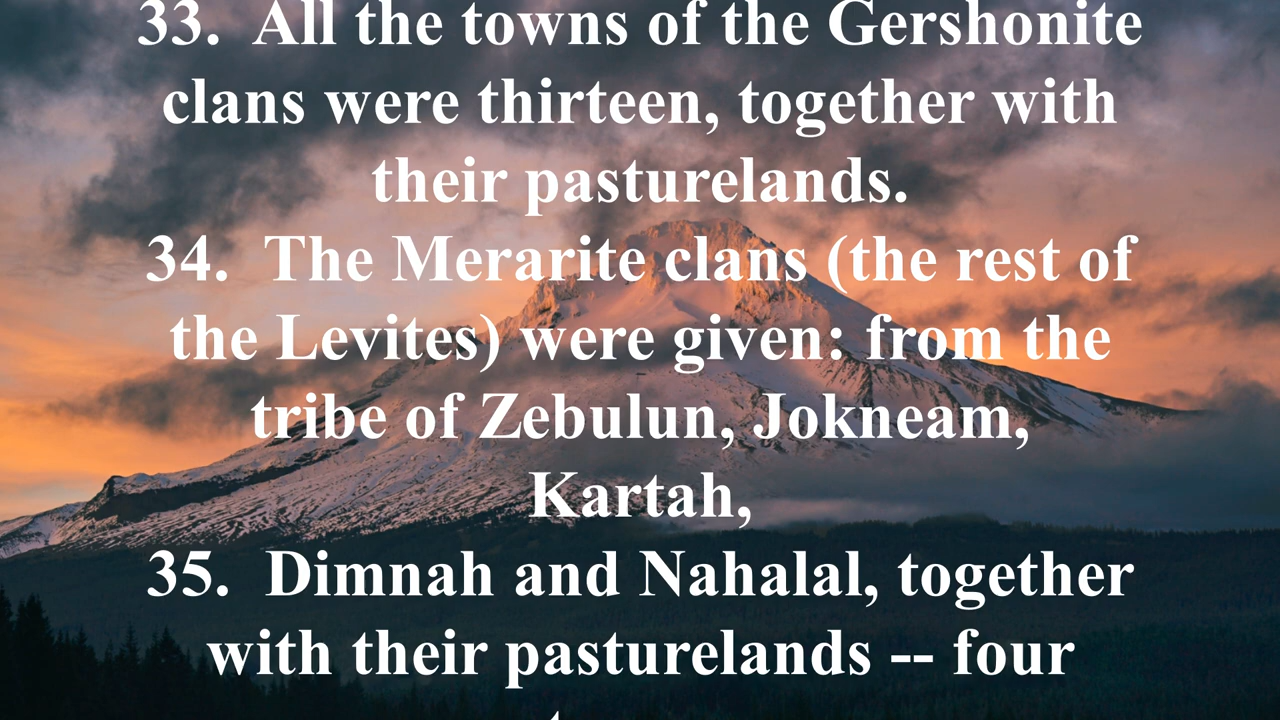 33.  All the towns of the Gershonite
clans were thirteen, together with
their pasturelands.
34.  The Merarite clans (the rest of
the Levites) were given: from the
tribe of Zebulun, Jokneam,
Kartah,
35.  Dimnah and Nahalal, together
with their pasturelands -- four